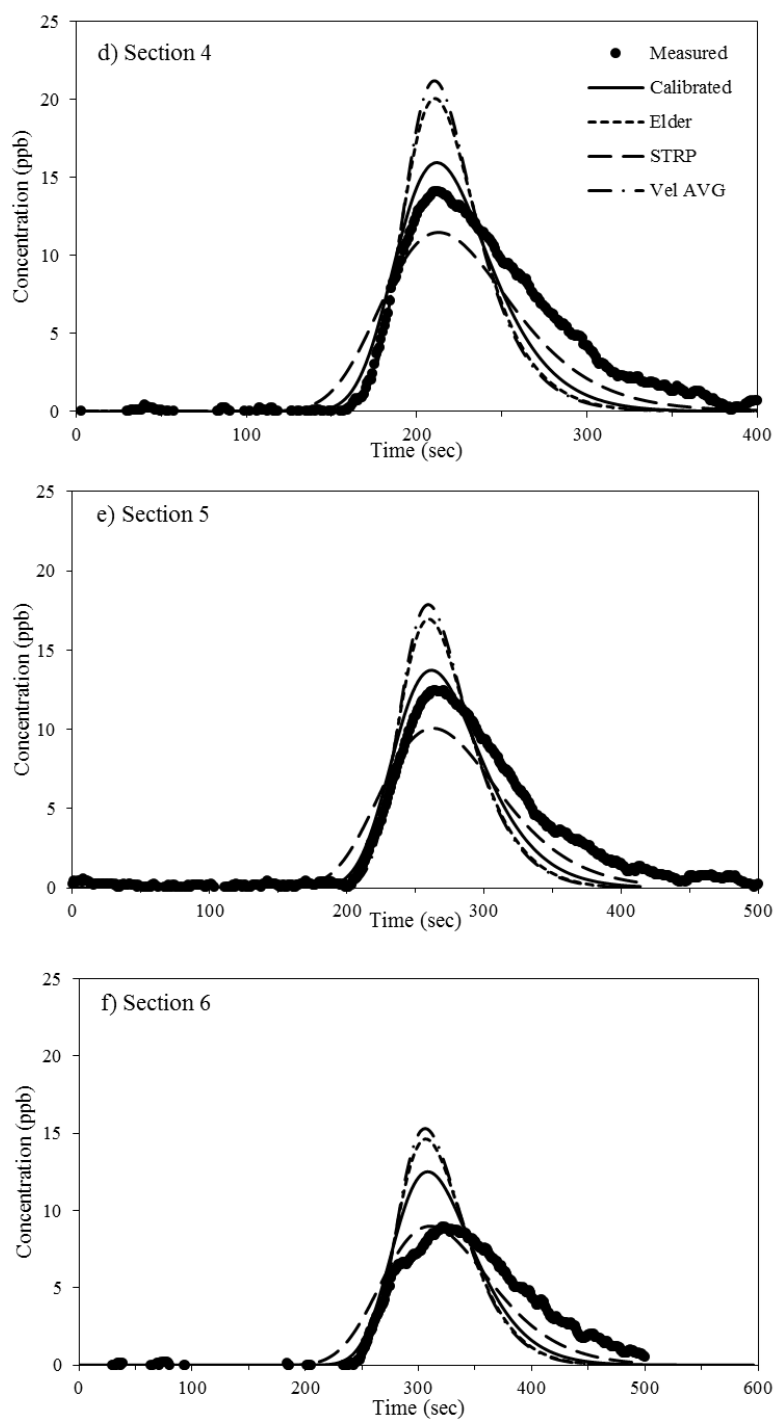 25
d) Section 4
Measured
20
Calibrated
Elder
15
STRP
Vel AVG
Concentration (ppb)
10
5
0
0 100 200 300 400
Time (sec)
25
e) Section 5
20
15
Concentration (ppb)
10
5
0
0 100 200 300 400 500
Time (sec)
25
f) Section 6
20
15
Concentration (ppb)
10
5
0
0 100 200 300 400 500 600
Time (sec)